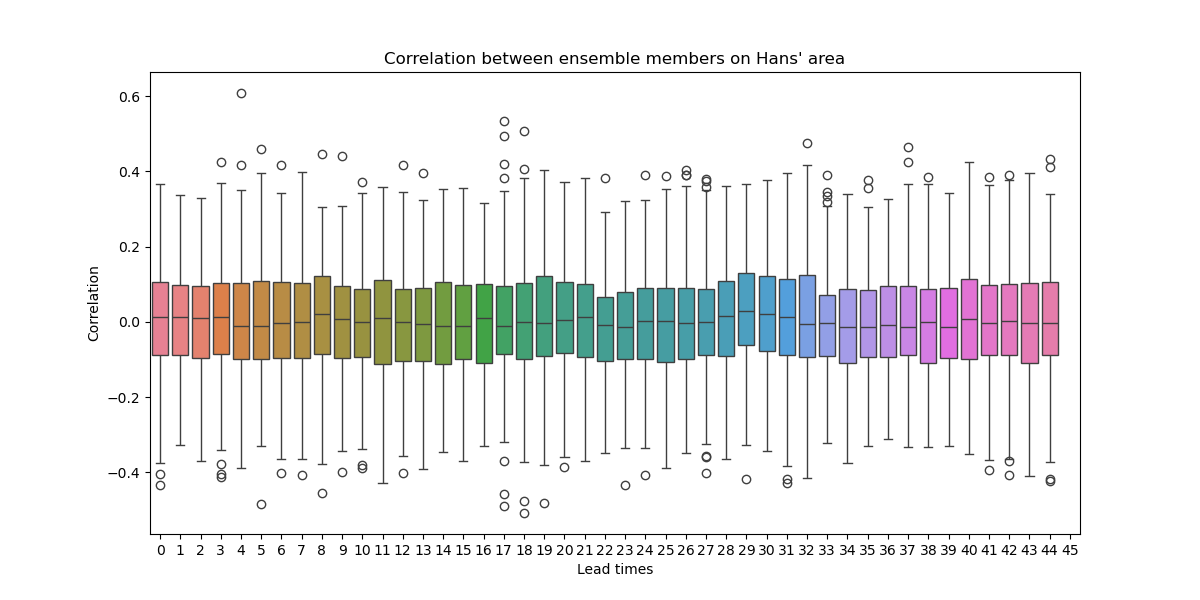 Correlation between ensemble members on Hans' area
0.6
0.4
0.2
0.0
−0.2
−0.4
Correlation
0 1 2 3 4 5 6 7 8 9 10 11 12 13 14 15 16 17 18 19 20 21 22 23 24 25 26 27 28 29 30 31 32 33 34 35 36 37 38 39 40 41 42 43 44 45
Lead times